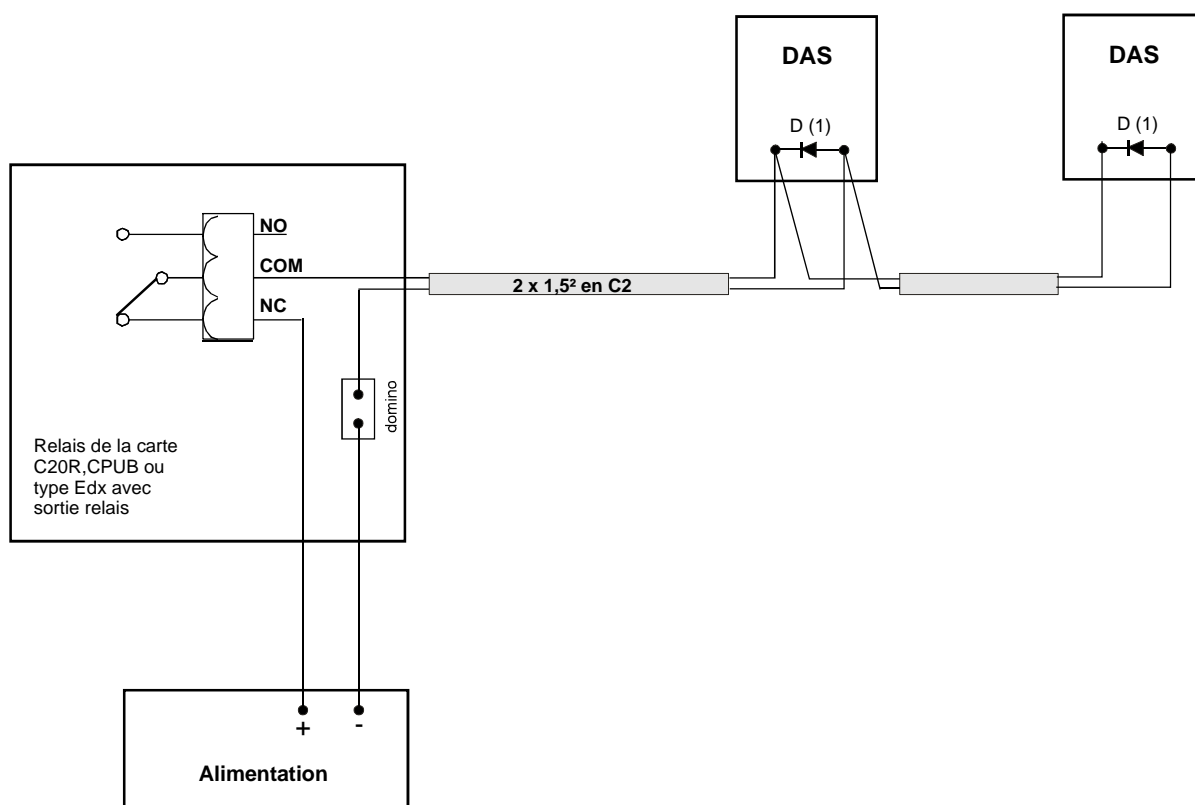 DAS
DAS
D (1)
D (1)
NO
COM
2 x 1,5² en C2
NC
domino
Relais de la carte
C20R,CPUB ou
type Edx avec
sortie relais
+ -
Alimentation